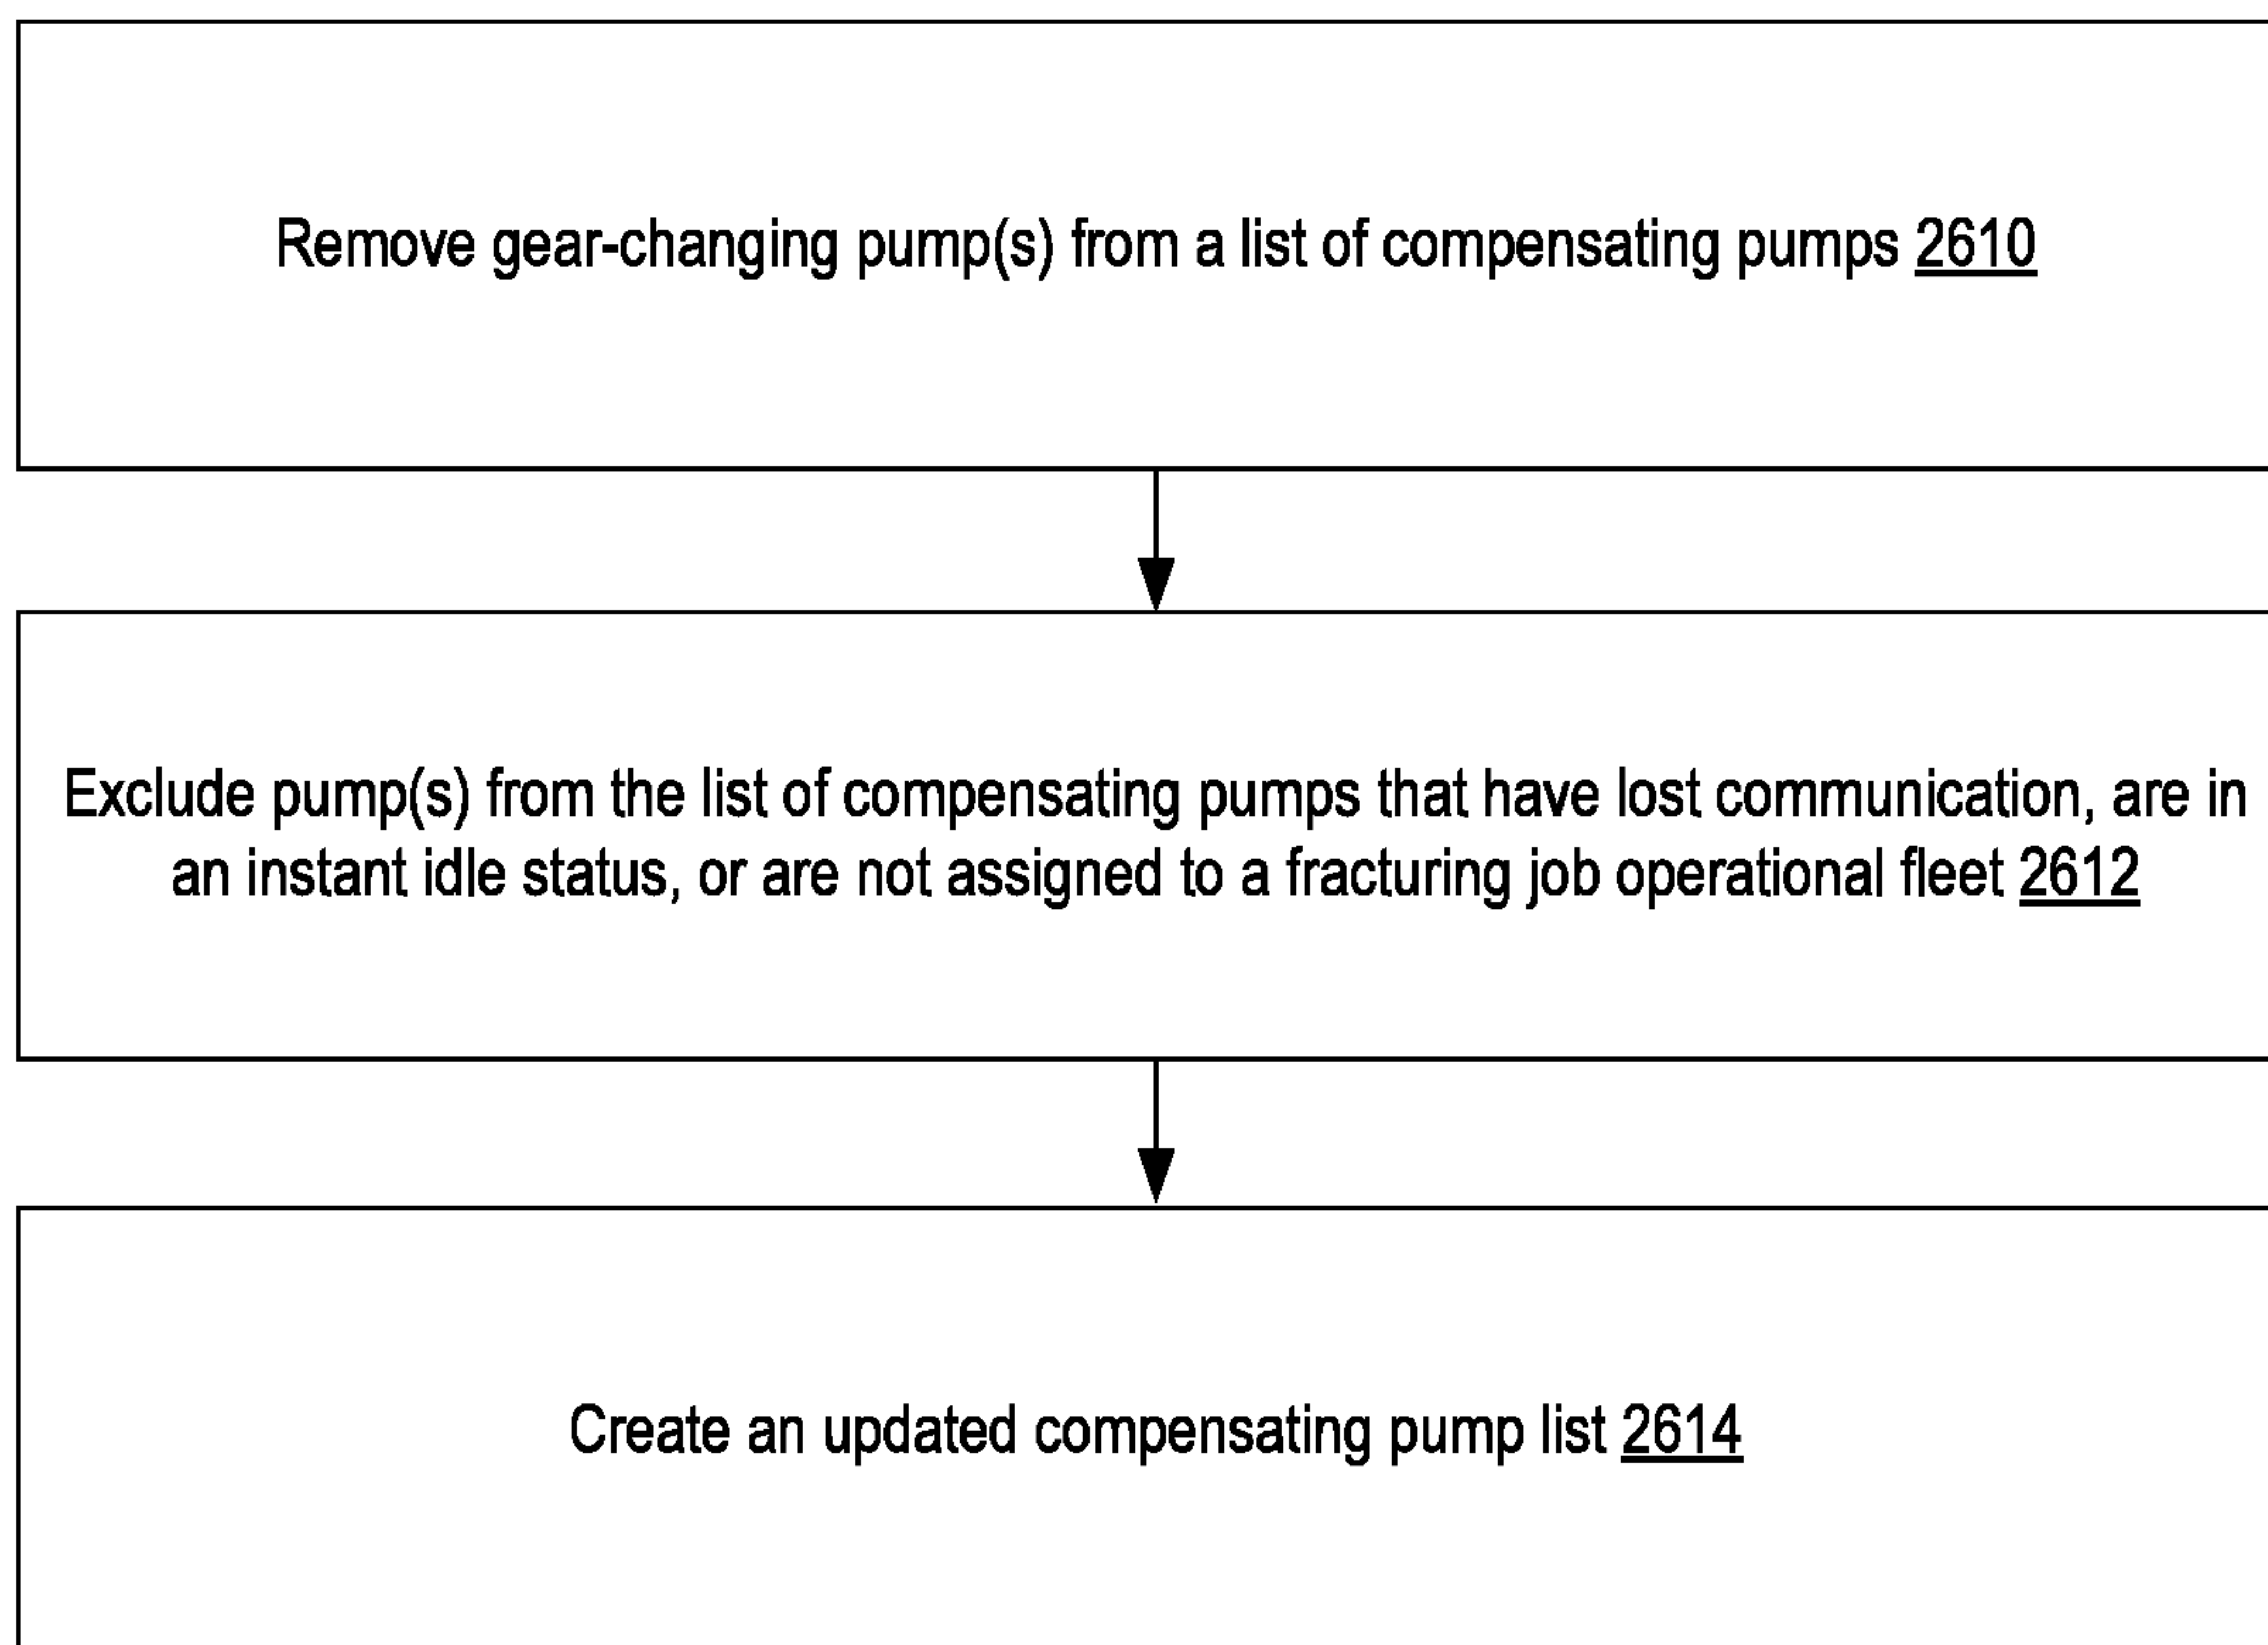 Remove gear-changing pump(s) from a list of compensating pumps 2610
Exclude pump(s) from the list of compensating pumps that have lost communication, are in
an instant idle status, or are not assigned to a fracturing job operational fleet 2612
Create an updated compensating pump list 2614